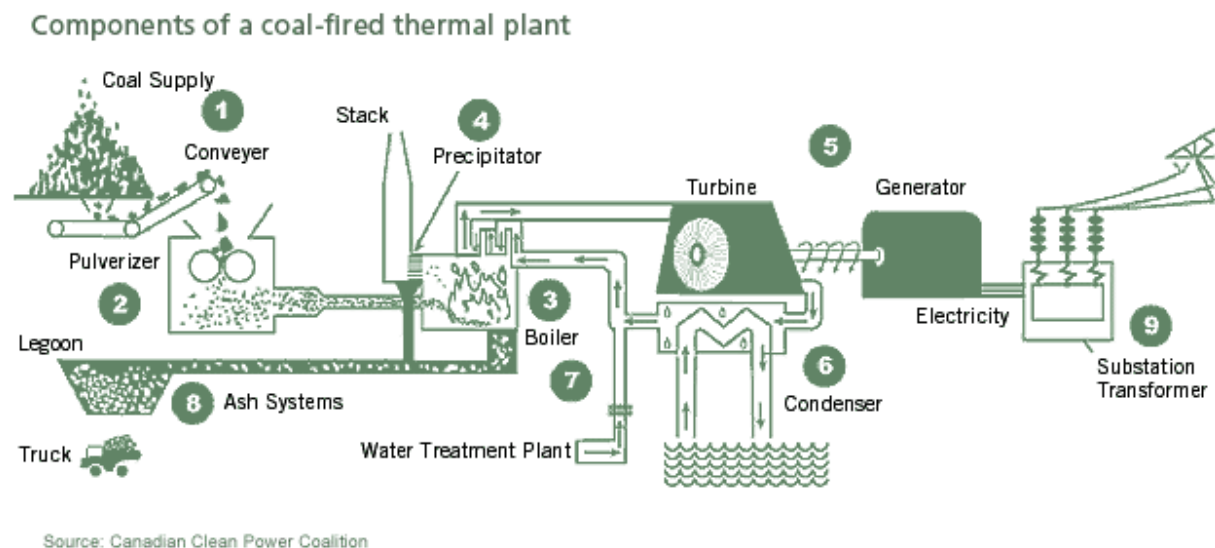 Components of a coal-fired thermal plant
Coal Supply
1
Conveyer
Stack
4
Precipitator
5
Turbine
Generator
Pulverizer
2
3
Boiler
Electricity
9
Substation
Transformer
Legoon
8
Ash Systems
7
6
Condenser
Truck
Water Treatment Plant
Source: Canadian Clean Power Coalition